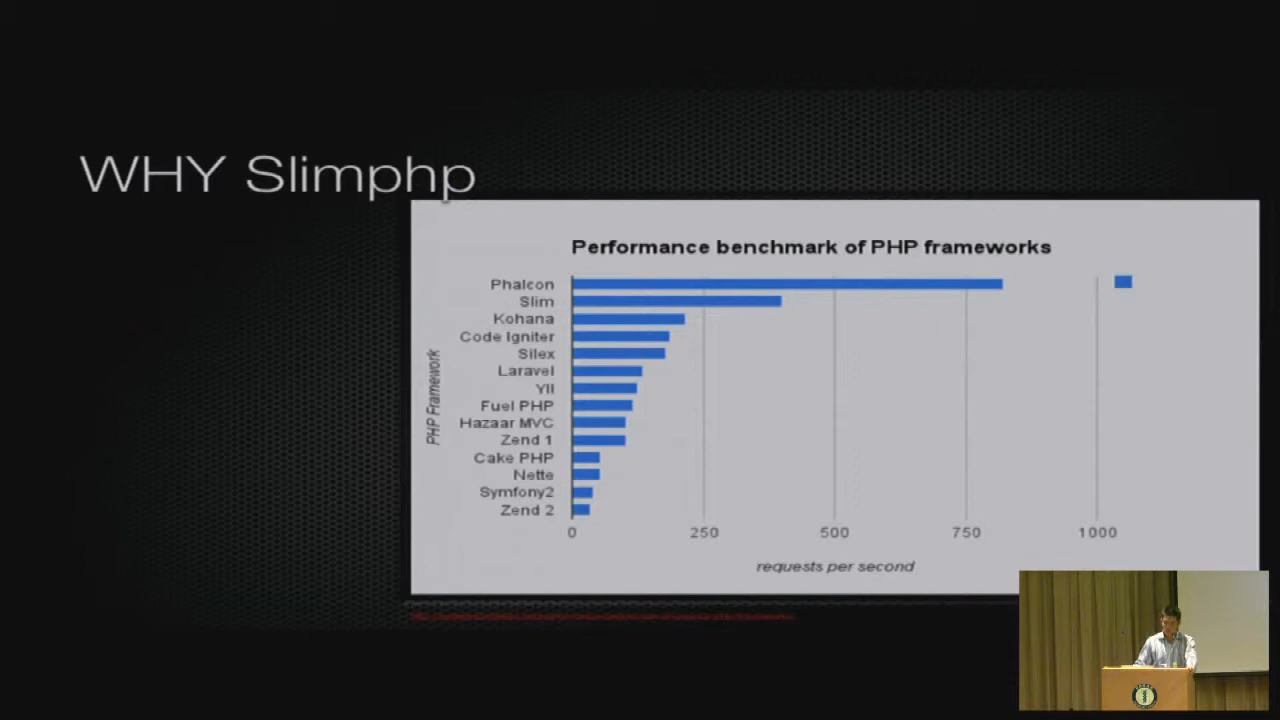 WHY Slimphp
Performance benchmark of PHP frameworks
Phalcon
Slim
Kohana
Code Igniter
Silex
Laravel
YII
Fuel PHP
Hazaar MVC
Zend 1
Cake PHP
Nette
Symfony2
Zend 2
PHP Framework
0 250 500 750 1000
requests per second